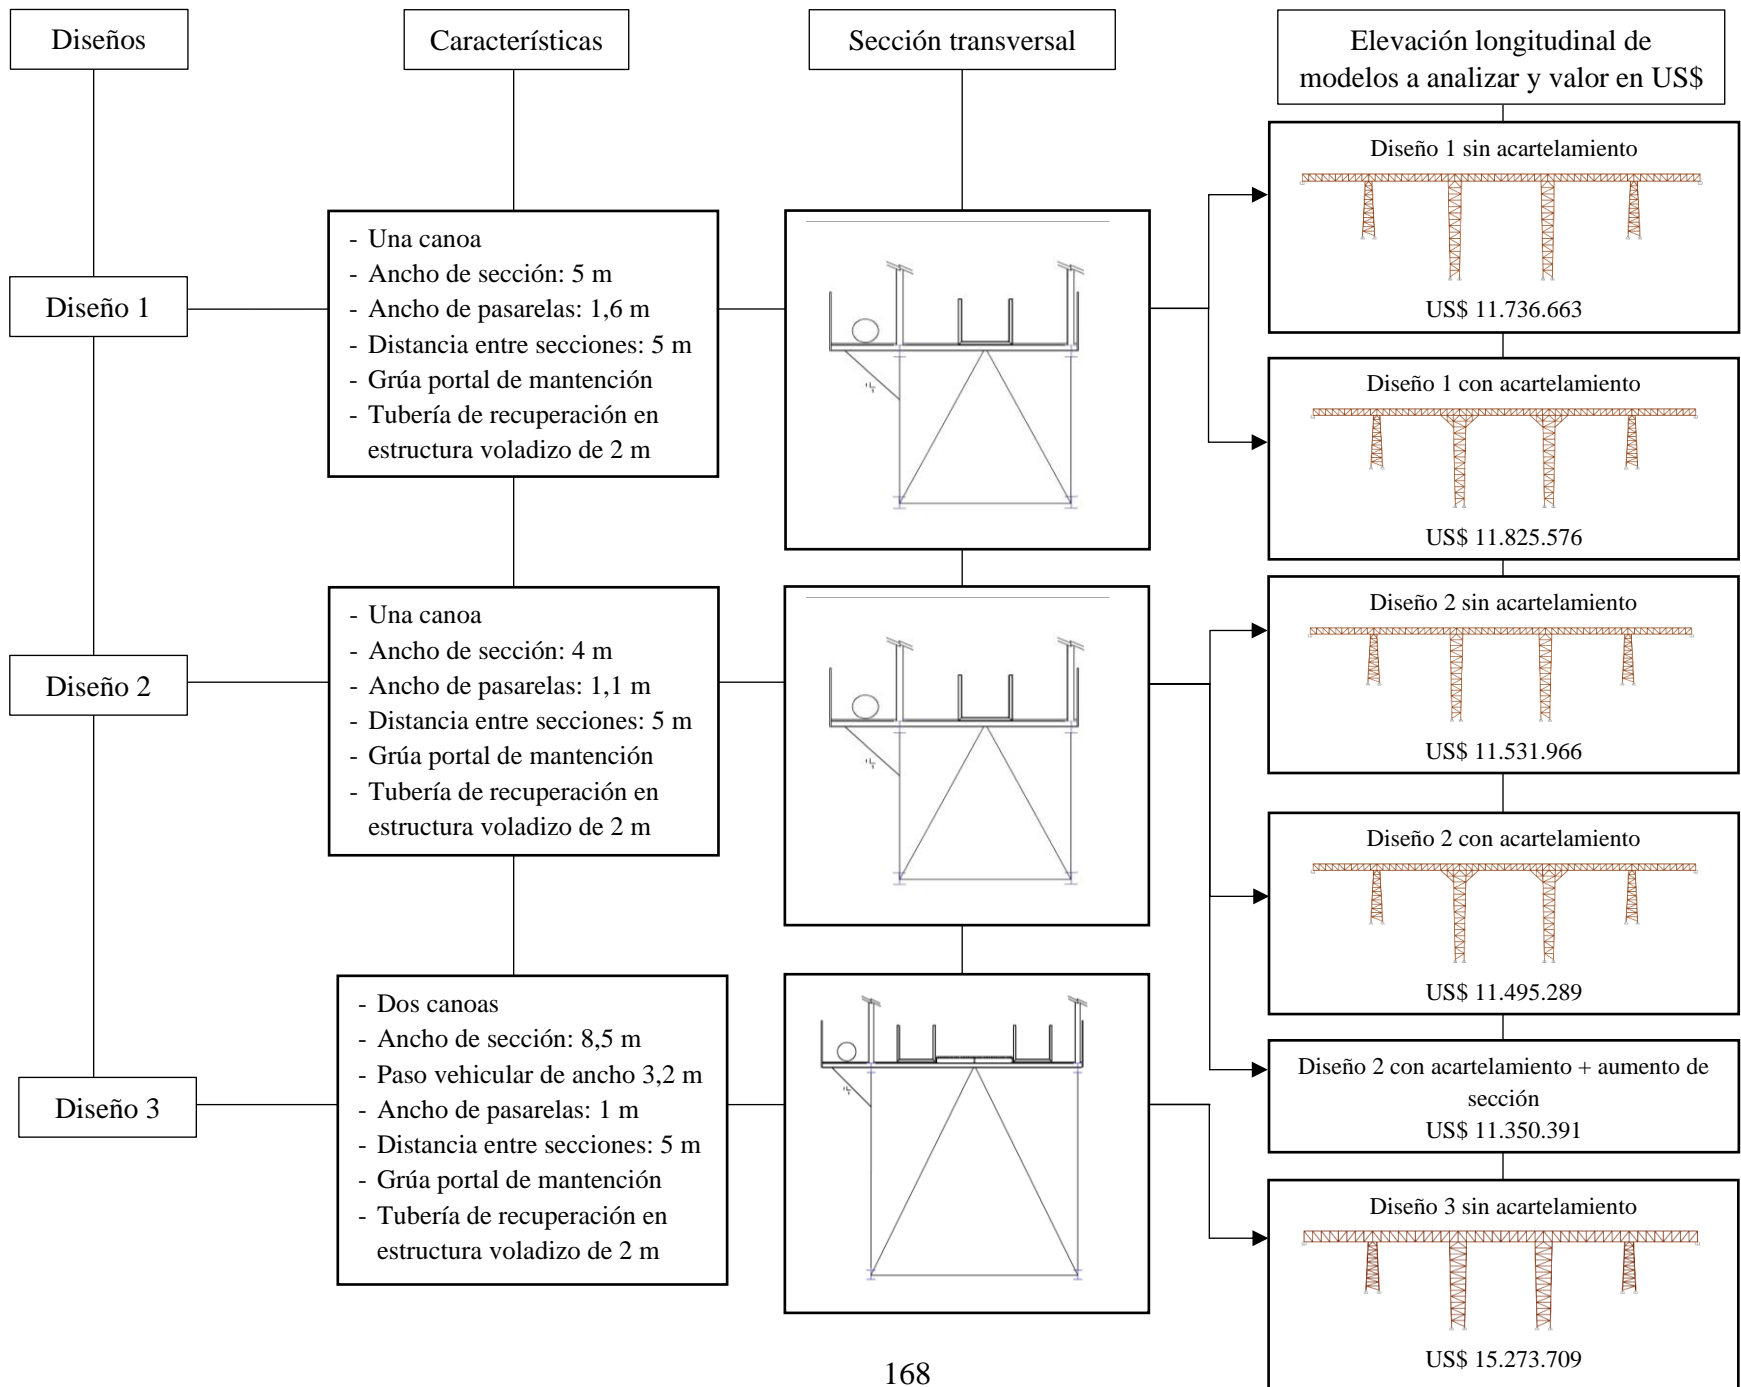 Diseños
Características
Sección transversal
Elevación longitudinal de
modelos a analizar y valor en US$
Diseño 1
- Una canoa
- Ancho de sección: 5 m
- Ancho de pasarelas: 1,6 m
- Distancia entre secciones: 5 m
- Grúa portal de mantención
- Tubería de recuperación en
estructura voladizo de 2 m
Diseño 1 sin acartelamiento
US$ 11.736.663
Diseño 1 con acartelamiento
US$ 11.825.576
Diseño 2
- Una canoa
- Ancho de sección: 4 m
- Ancho de pasarelas: 1,1 m
- Distancia entre secciones: 5 m
- Grúa portal de mantención
- Tubería de recuperación en
estructura voladizo de 2 m
Diseño 2 sin acartelamiento
US$ 11.531.966
Diseño 2 con acartelamiento
US$ 11.495.289
Diseño 2 con acartelamiento + aumento de
sección
US$ 11.350.391
Diseño 3
- Dos canoas
- Ancho de sección: 8,5 m
- Paso vehicular de ancho 3,2 m
- Ancho de pasarelas: 1 m
- Distancia entre secciones: 5 m
- Grúa portal de mantención
- Tubería de recuperación en
estructura voladizo de 2 m
Diseño 3 sin acartelamiento
US$ 15.273.709
168